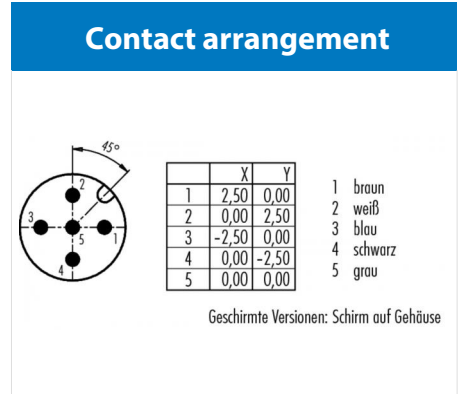 Contact arrangement
45°
2
3
5
1
4
X Y
1 2,50 0,00
2 0,00 2,50
3 -2,50 0,00
4 0,00 -2,50
5 0,00 0,00
1 braun
2 weiß
3 blau
4 schwarz
5 grau
Geschirmte Versionen: Schirm auf Gehäuse